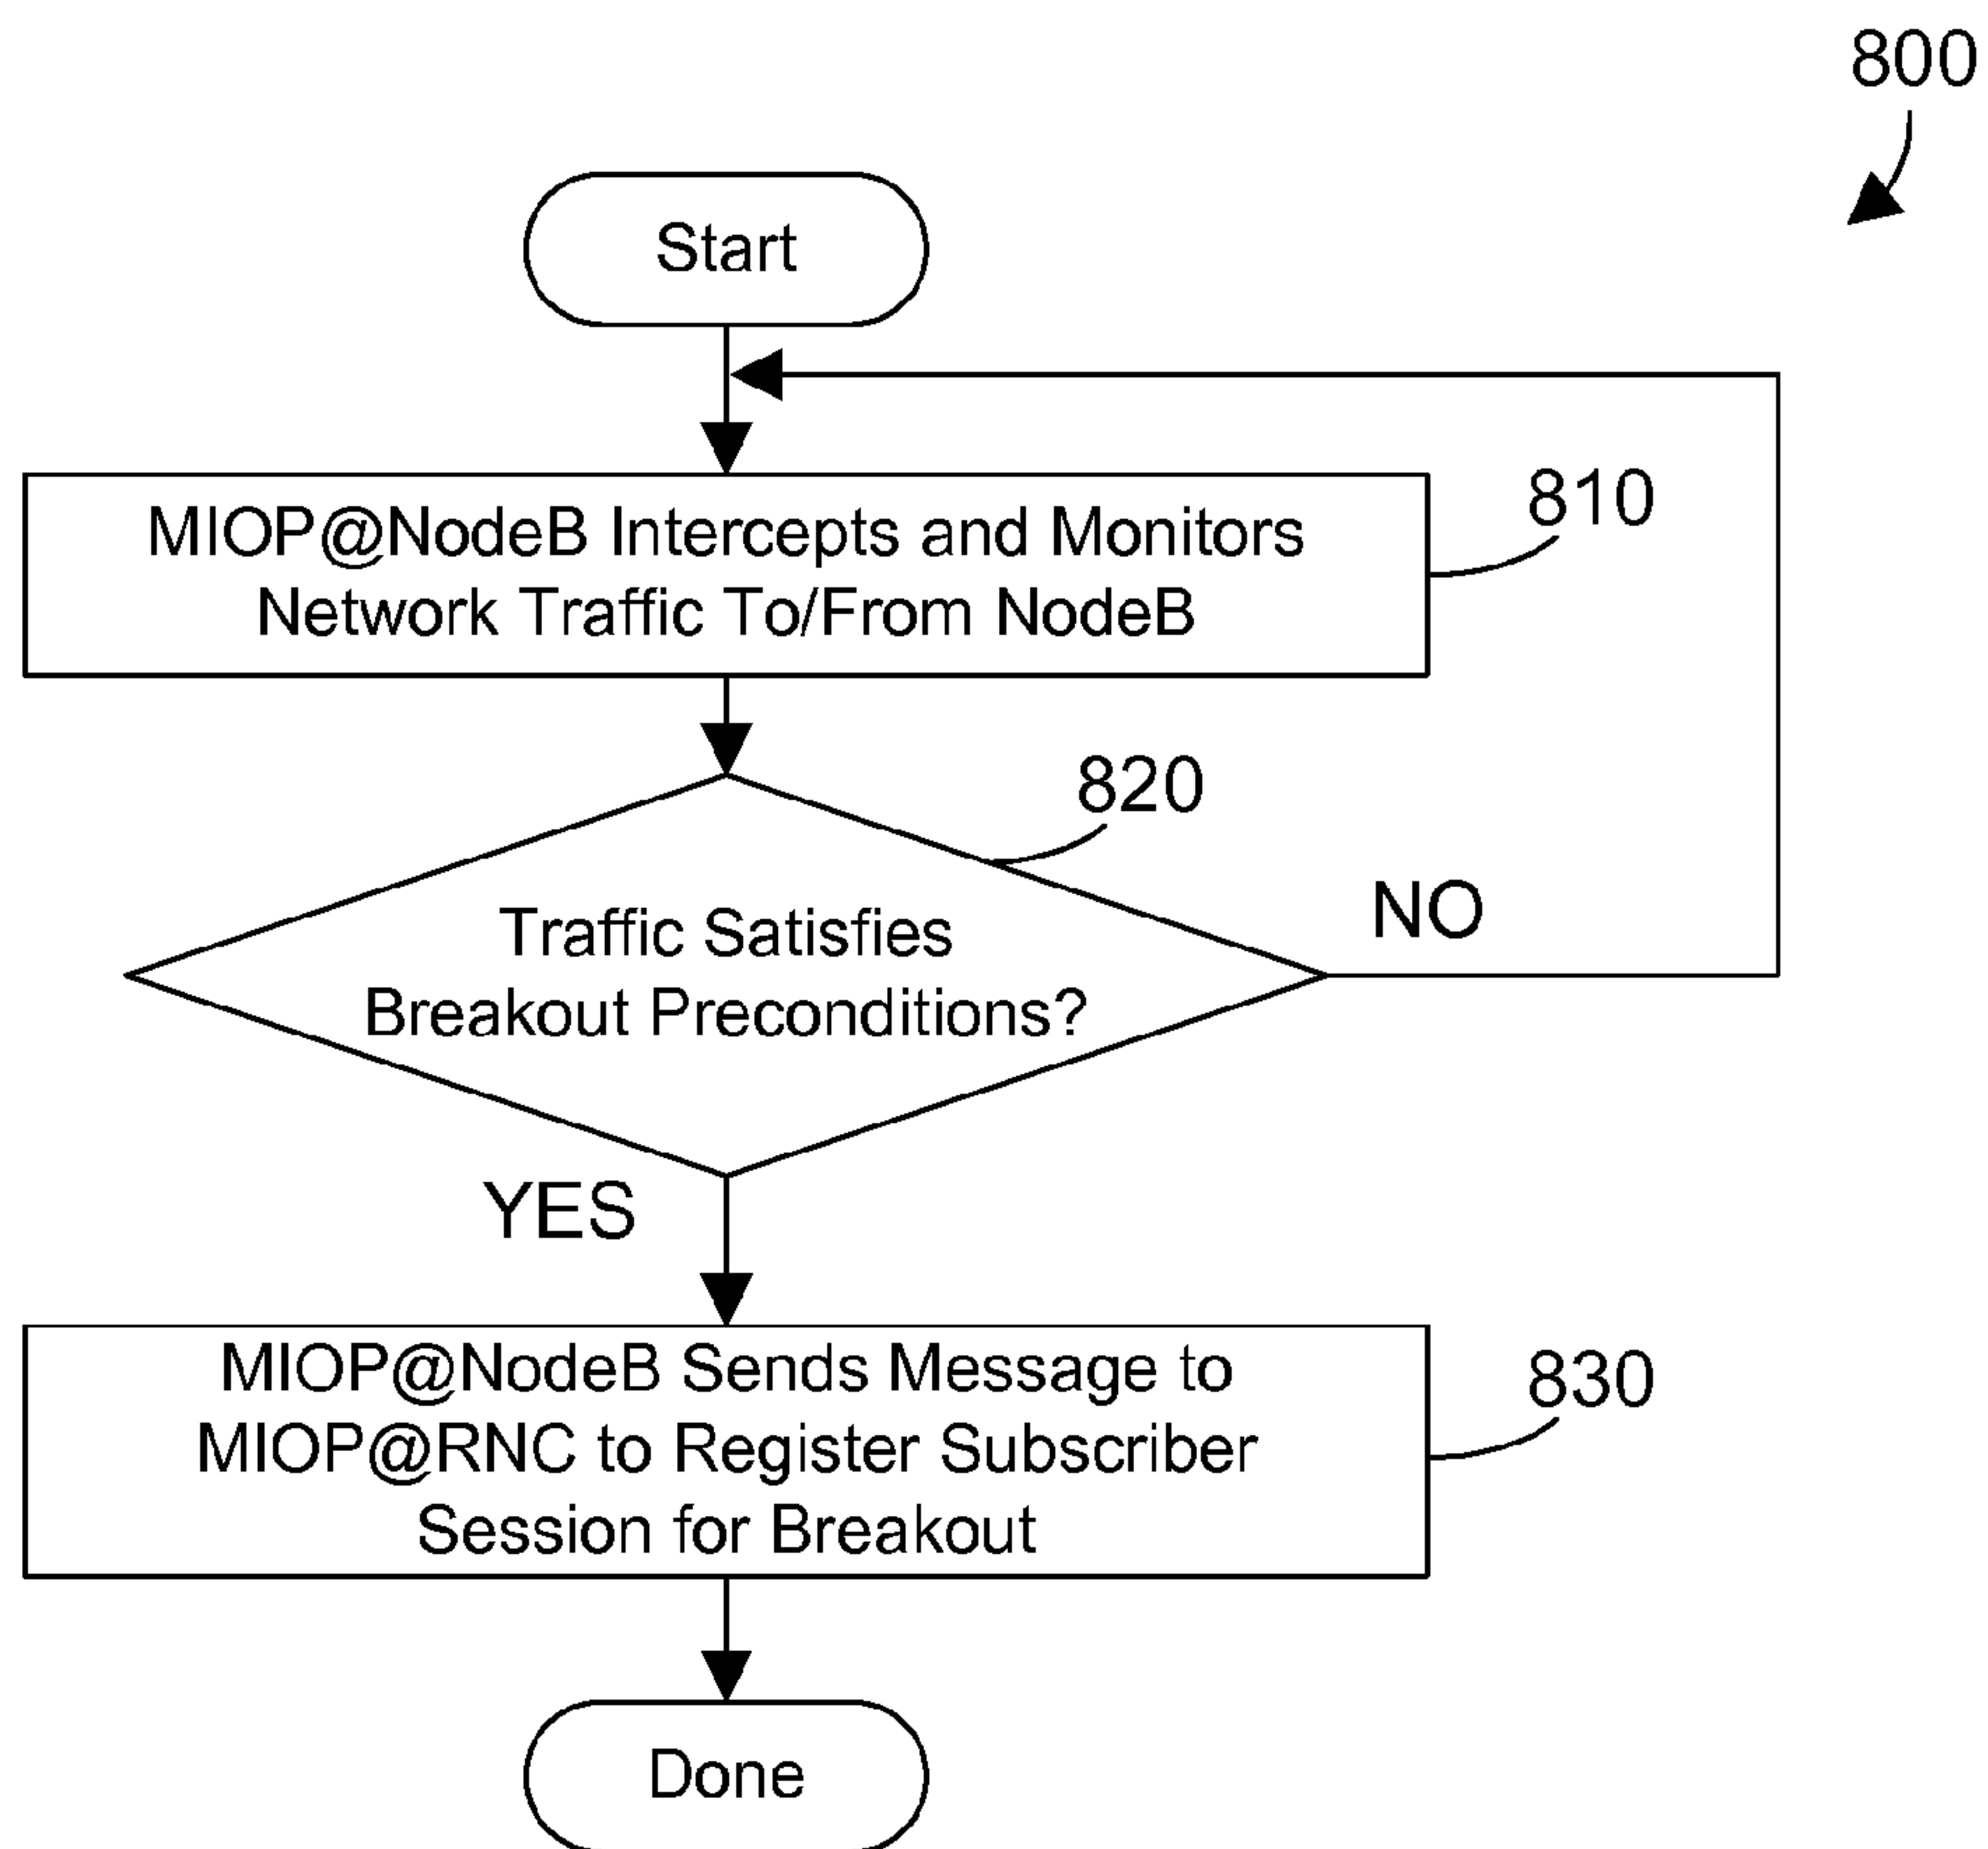 800
Start
MIOP@NodeB Intercepts and Monitors
Network Traffic To/From NodeB
810
820
Traffic Satisfies
Breakout Preconditions?
NO
YES
MIOP@NodeB Sends Message to
MIOP@RNC to Register Subscriber
Session for Breakout
830
Done